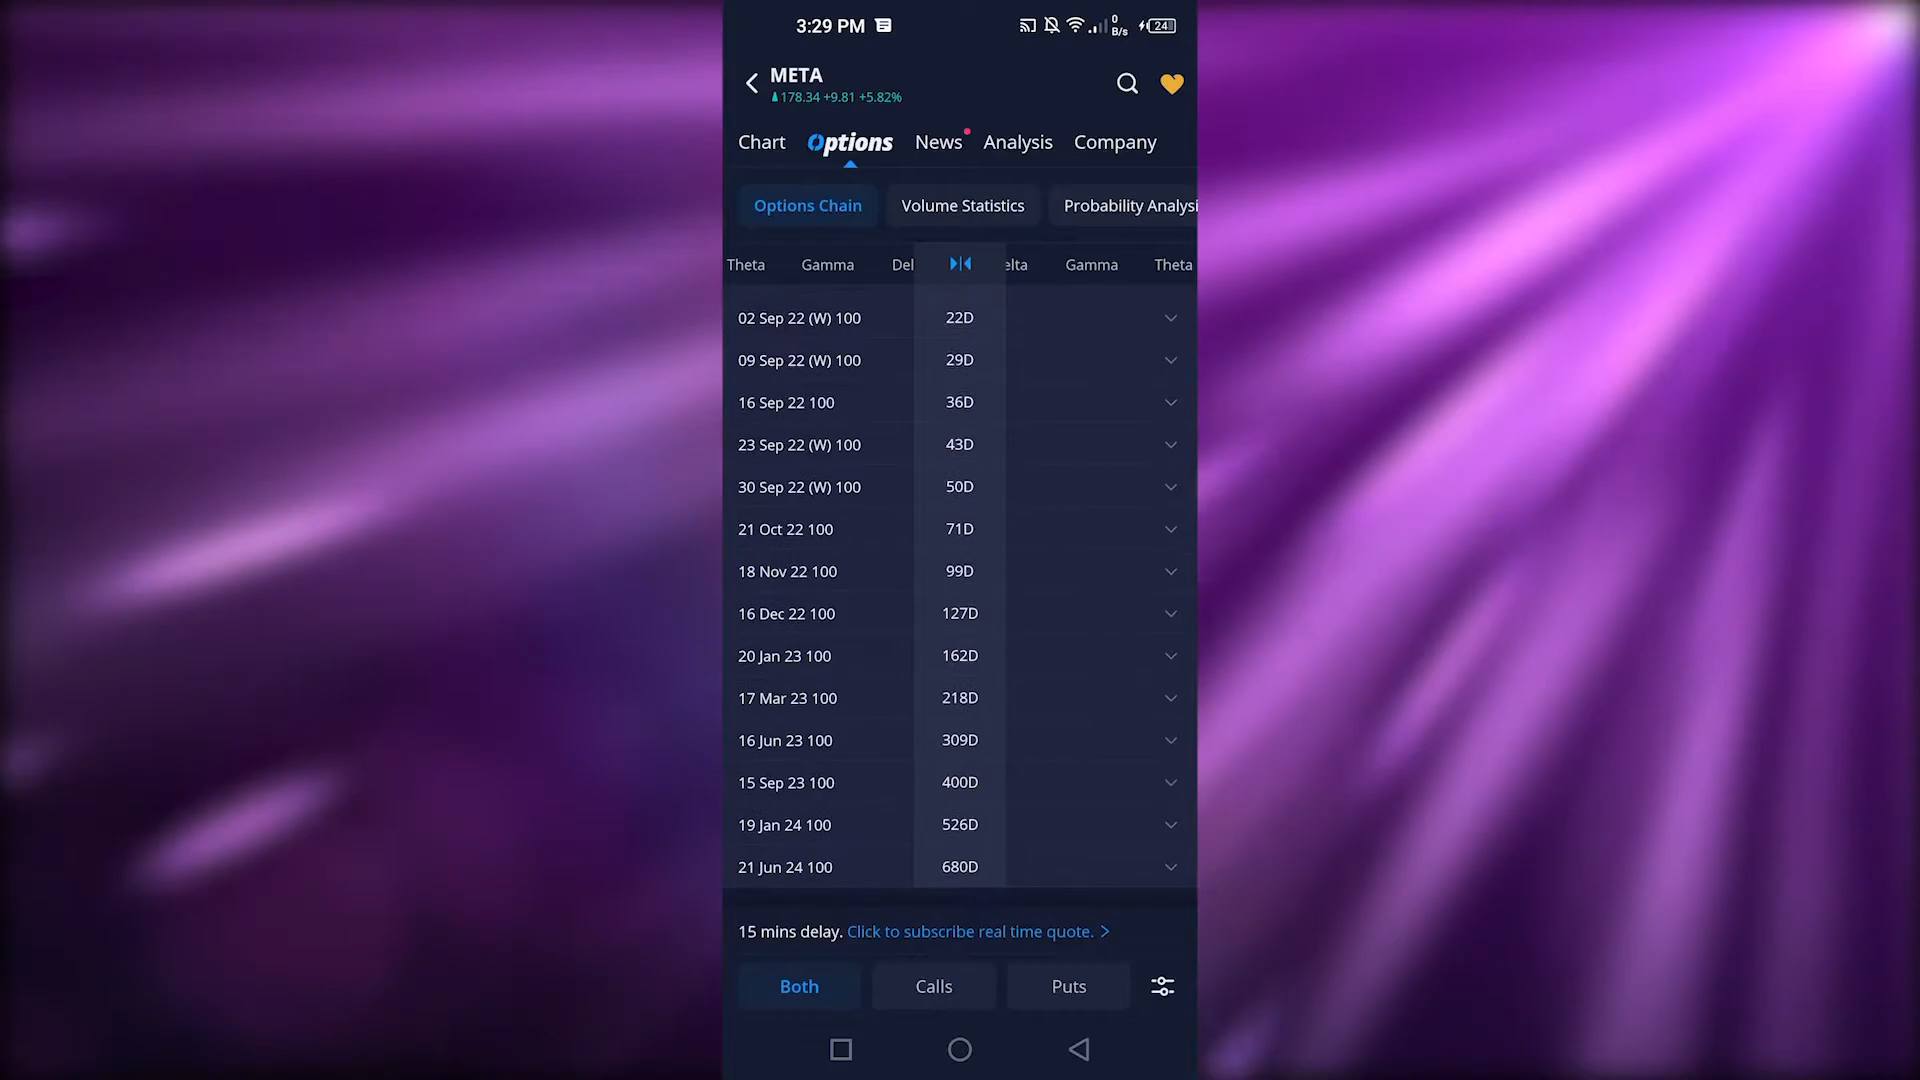 3:29 PM 0 B/s 24
META
178.34 +9.81 +5.82%
Chart Options News Analysis Company
Options Chain Volume Statistics Probability Analysi
Theta Gamma Del elta Gamma Theta
02 Sep 22 (W) 100 22D
09 Sep 22 (W) 100 29D
16 Sep 22 100 36D
23 Sep 22 (W) 100 43D
30 Sep 22 (W) 100 50D
21 Oct 22 100 71D
18 Nov 22 100 99D
16 Dec 22 100 127D
20 Jan 23 100 162D
17 Mar 23 100 218D
16 Jun 23 100 309D
15 Sep 23 100 400D
19 Jan 24 100 526D
21 Jun 24 100 680D
15 mins delay. Click to subscribe real time quote. >
Both Calls Puts